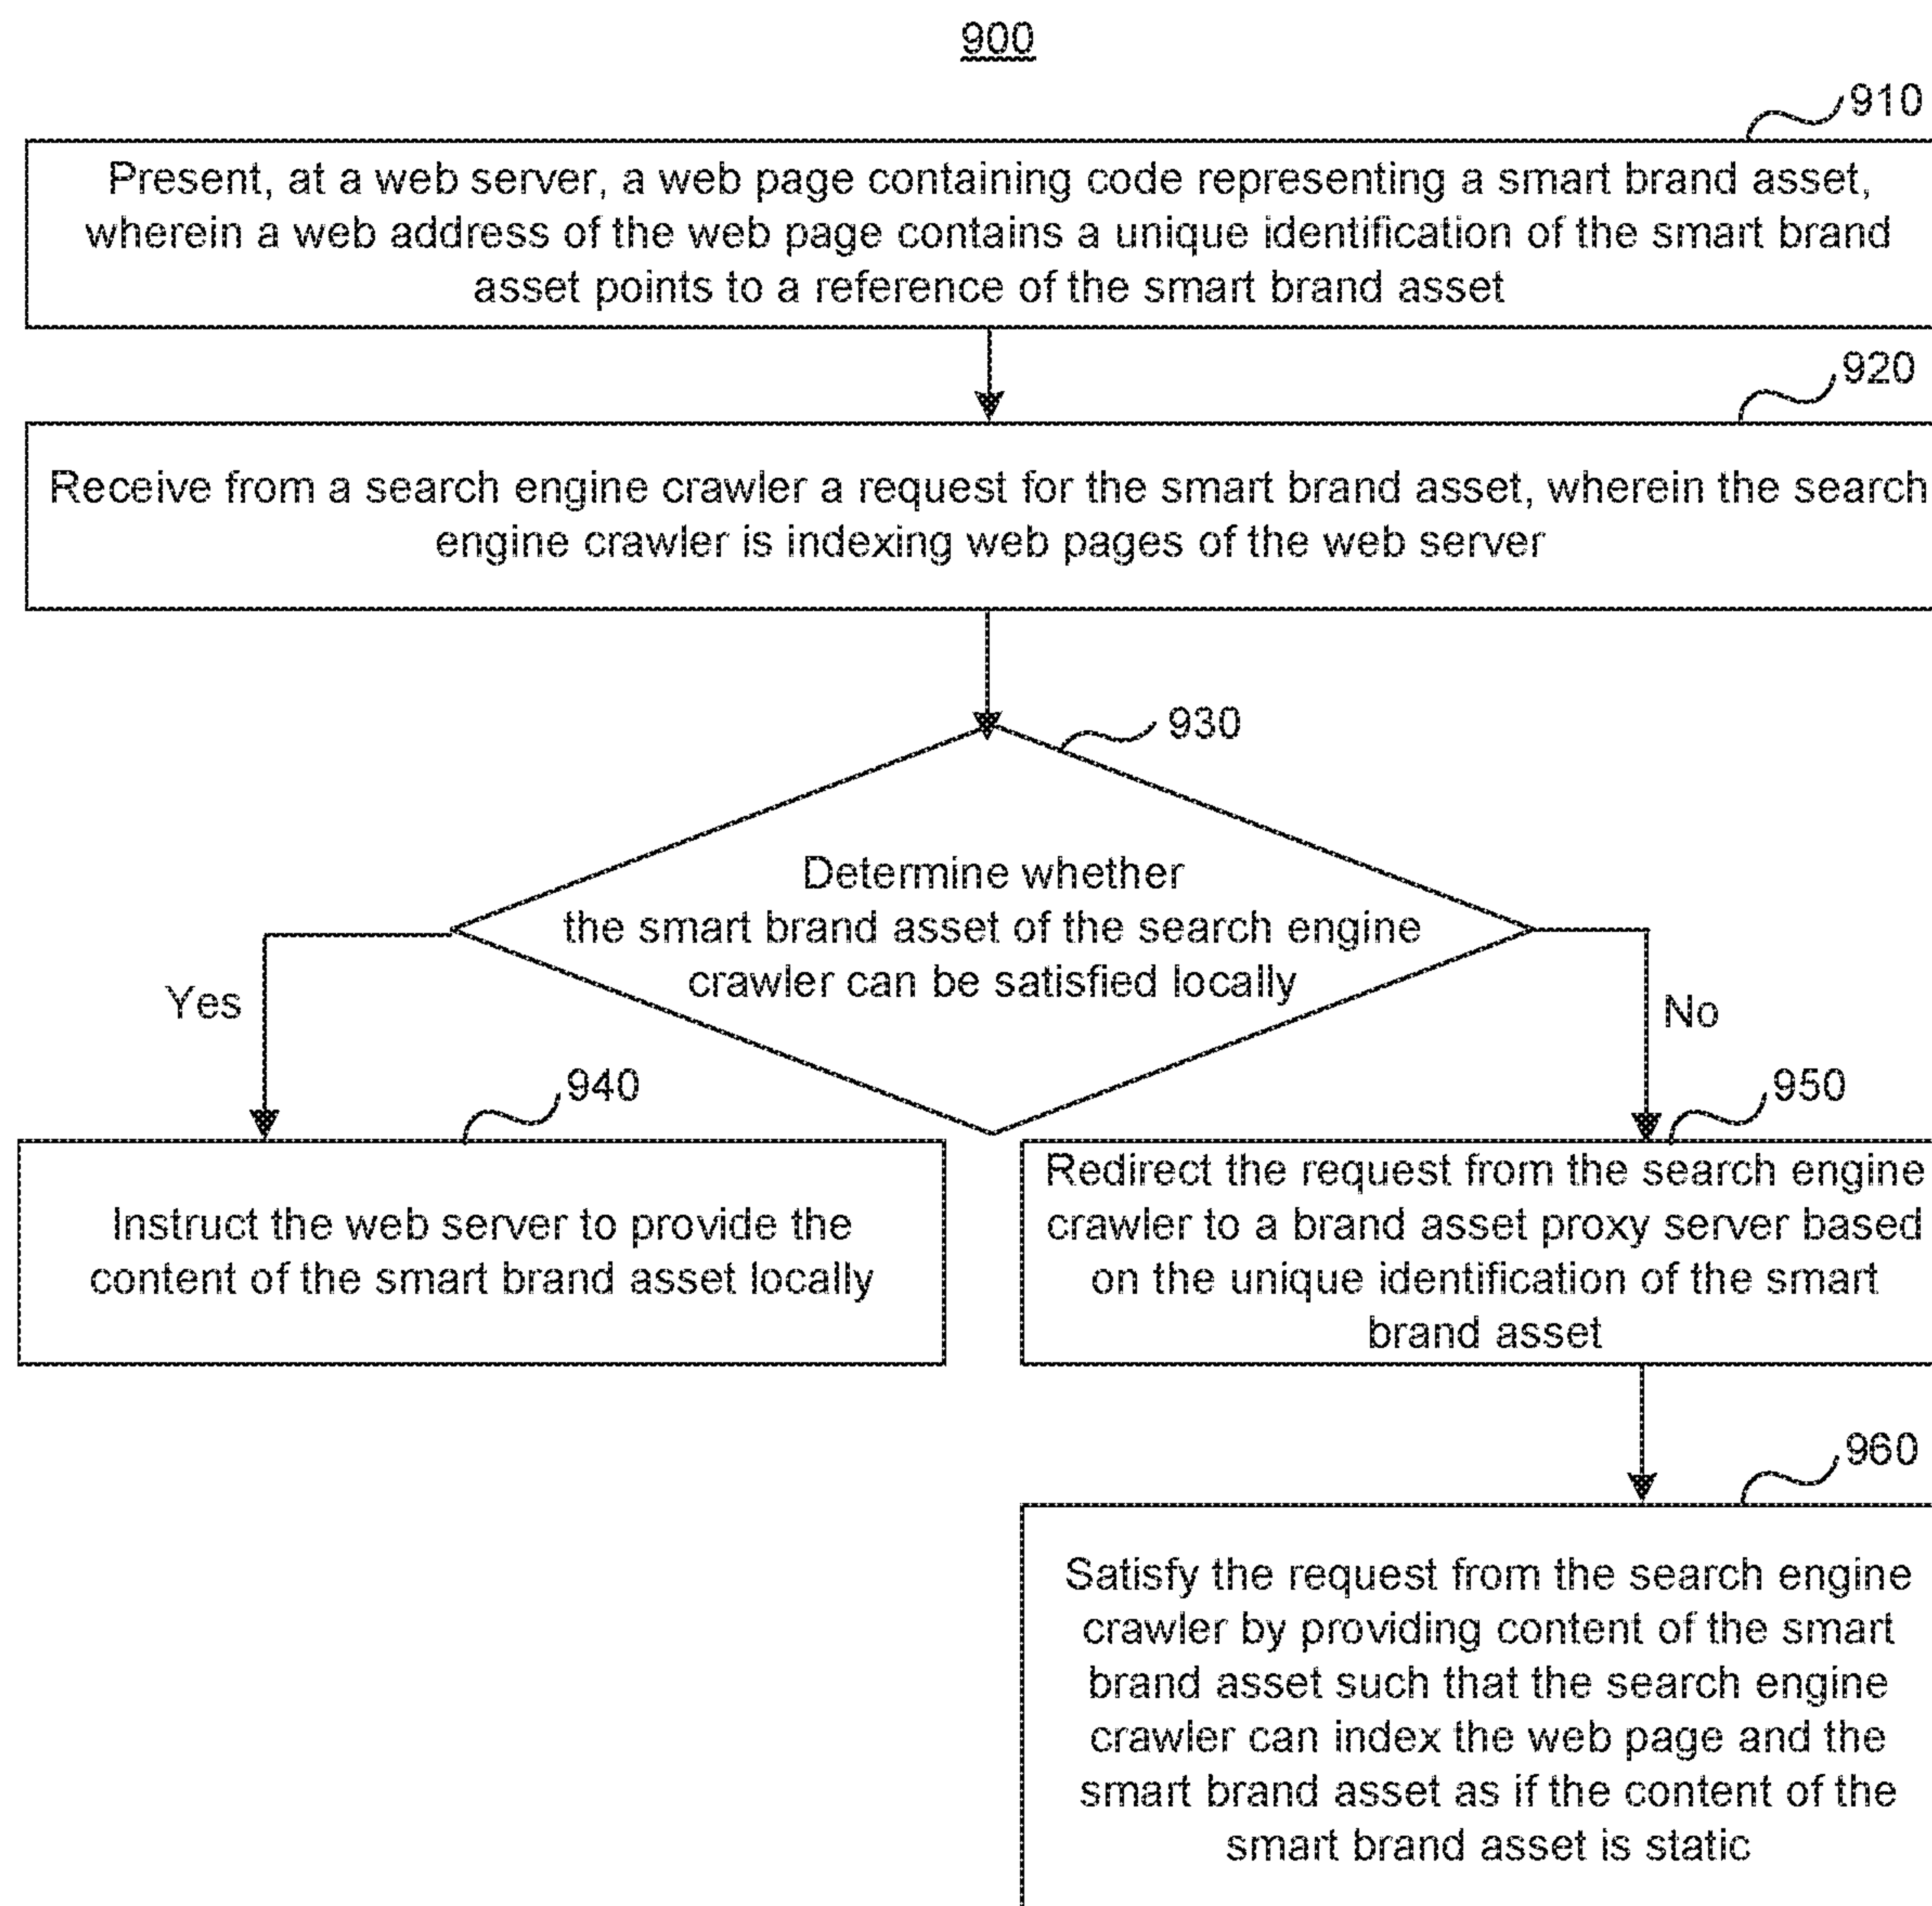 900
910
Present, at a web server, a web page containing code representing a smart brand asset,
wherein a web address of the web page contains a unique identification of the smart brand
asset points to a reference of the smart brand asset
920
Receive from a search engine crawler a request for the smart brand asset, wherein the search
engine crawler is indexing web pages of the web server
930
Determine whether
the smart brand asset of the search engine
crawler can be satisfied locally
Yes
No
940
Instruct the web server to provide the
content of the smart brand asset locally
950
Redirect the request from the search engine
crawler to a brand asset proxy server based
on the unique identification of the smart
brand asset
960
Satisfy the request from the search engine
crawler by providing content of the smart
brand asset such that the search engine
crawler can index the web page and the
smart brand asset as if the content of the
smart brand asset is static